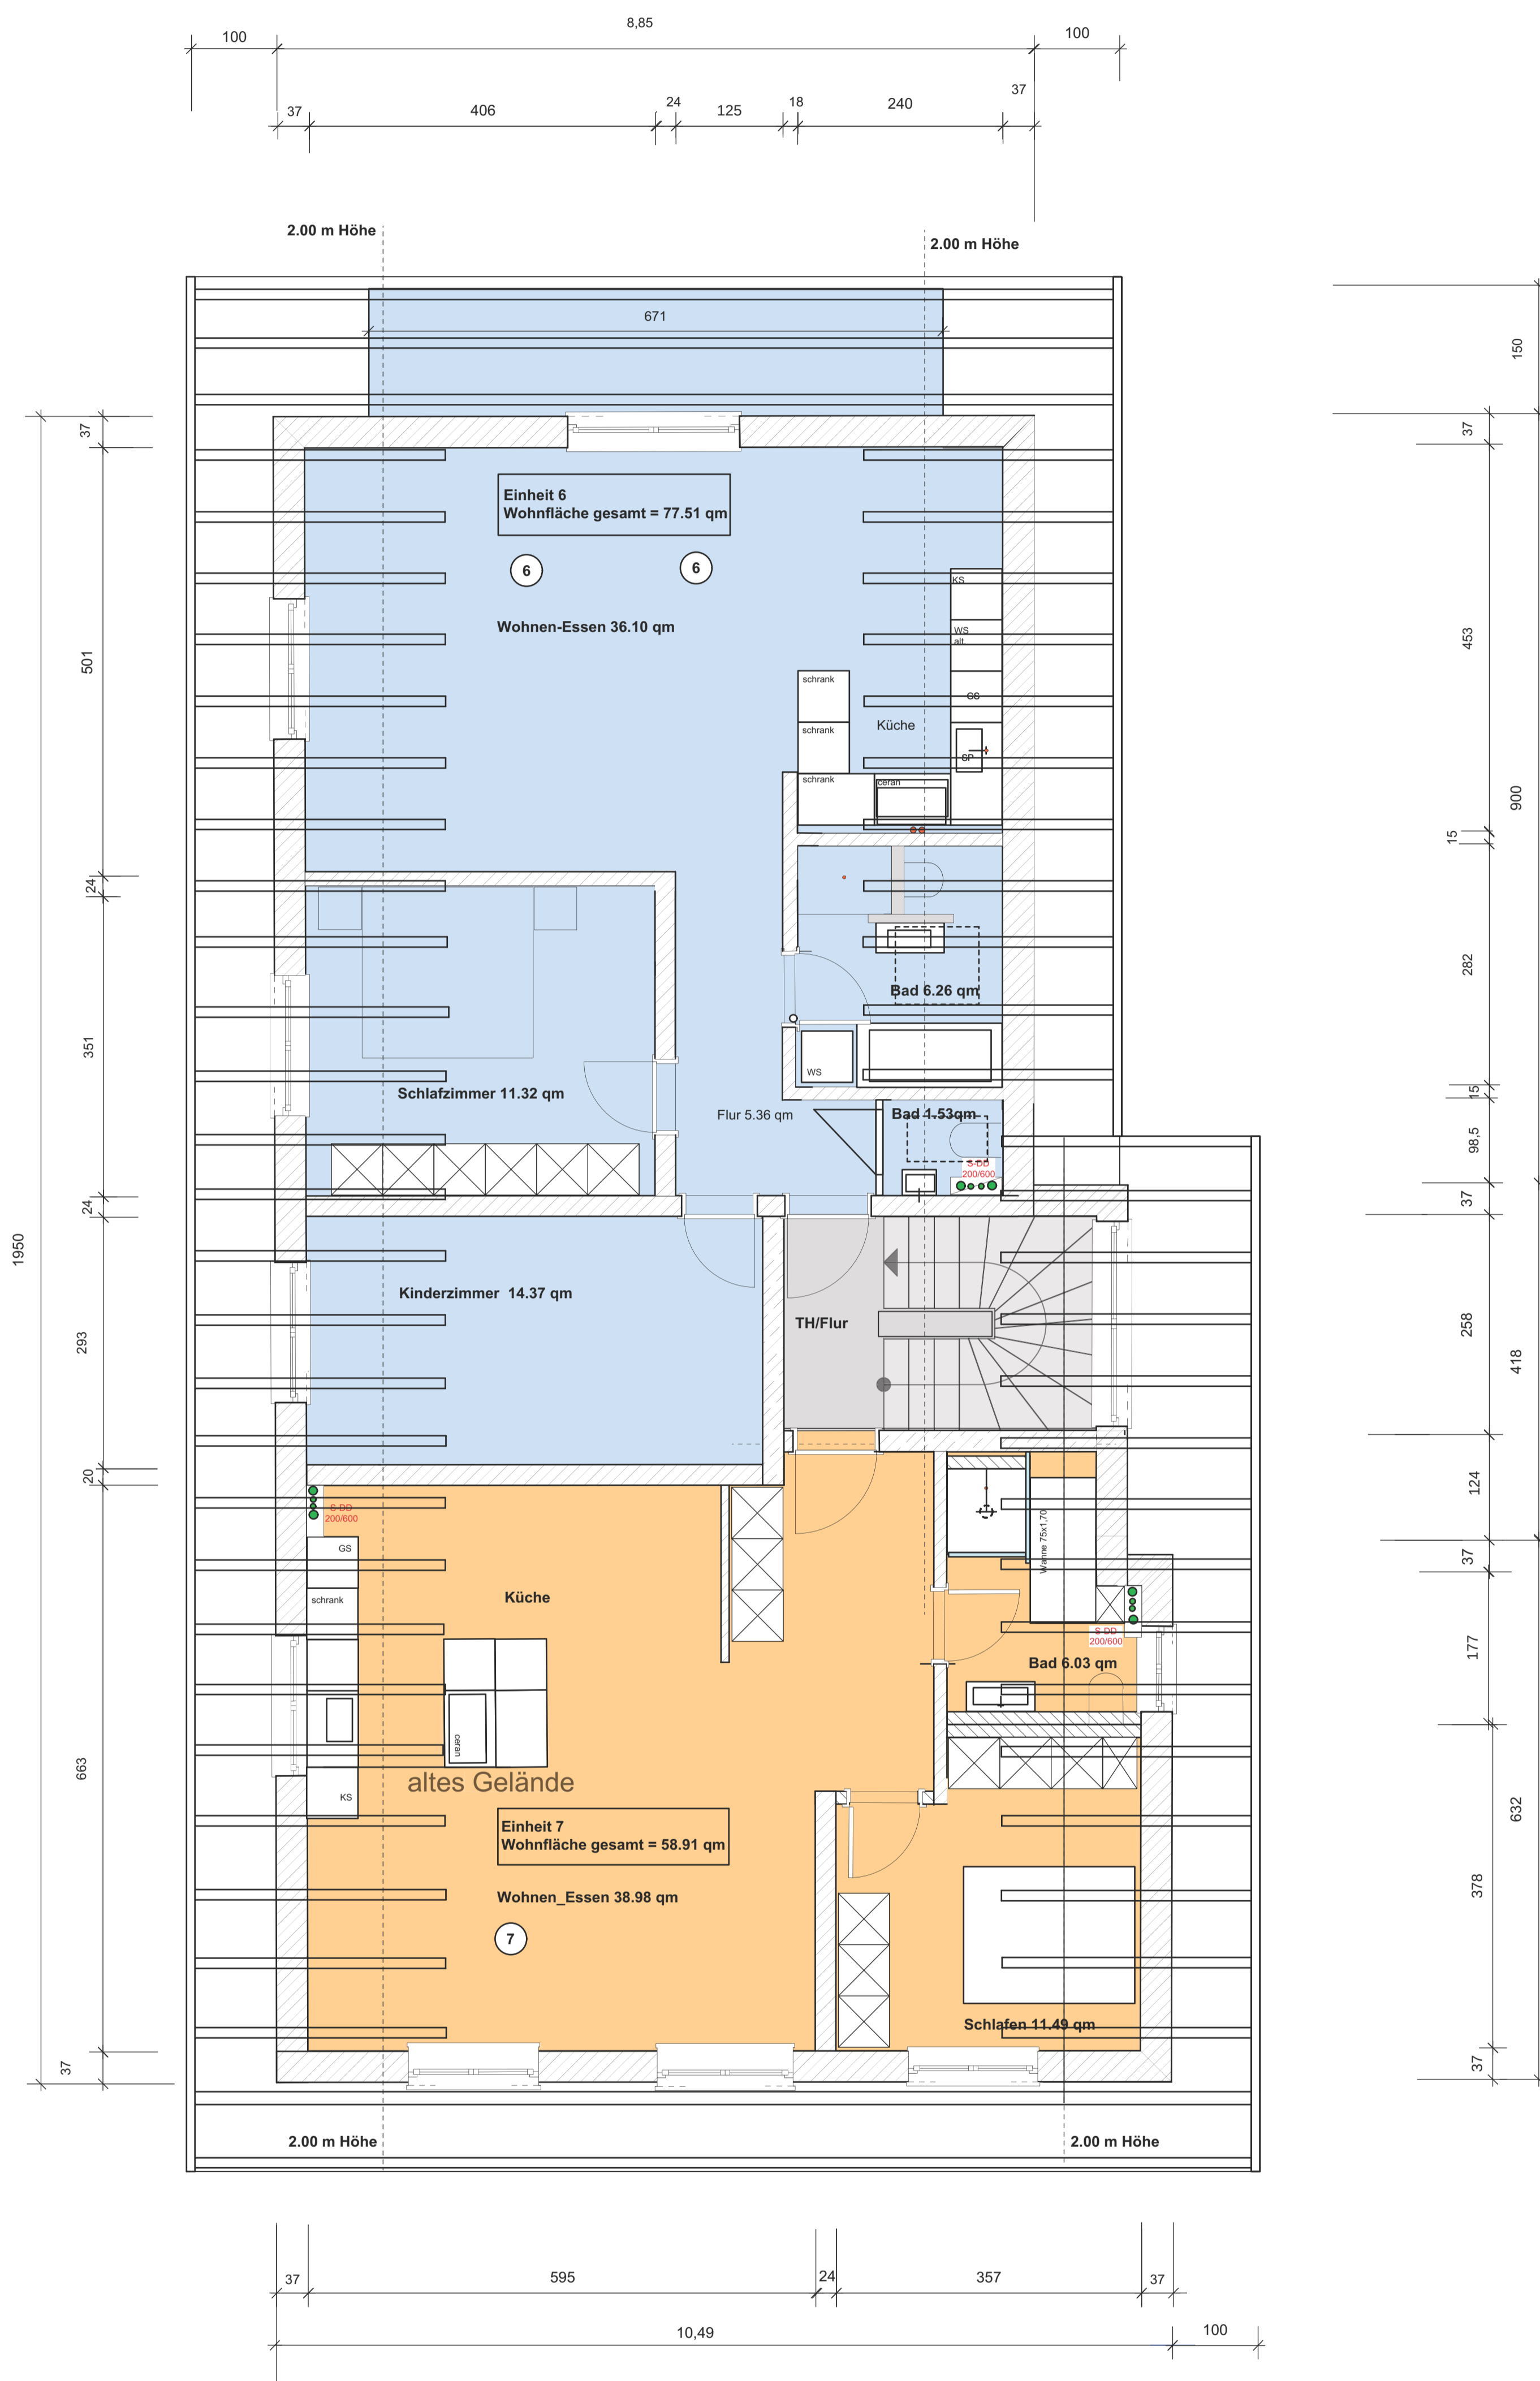 8,85
100
100
37
406
24
125
18
240
37
2.00 m Höhe
2.00 m Höhe
671
150
37
37
Einheit 6
Wohnfläche gesamt = 77.51 qm
6
6
KS
Wohnen-Essen 36.10 qm
WS
alt
453
501
schrank
GS
Küche
schrank
SP
schrank
ceran
900
15
24
282
Bad 6.26 qm
351
WS
Schlafzimmer 11.32 qm
15
Flur 5.36 qm
Bad 1.53qm
98,5
S-DD
200/600
24
37
1950
Kinderzimmer 14.37 qm
TH/Flur
258
293
418
20
124
S-DD
200/600
Wanne 75x1,70
GS
37
Küche
schrank
S-DD
200/600
177
Bad 6.03 qm
ceran
663
altes Gelände
KS
632
Einheit 7
Wohnfläche gesamt = 58.91 qm
378
Wohnen_Essen 38.98 qm
7
Schlafen 11.49 qm
37
37
2.00 m Höhe
2.00 m Höhe
37
595
24
357
37
10,49
100